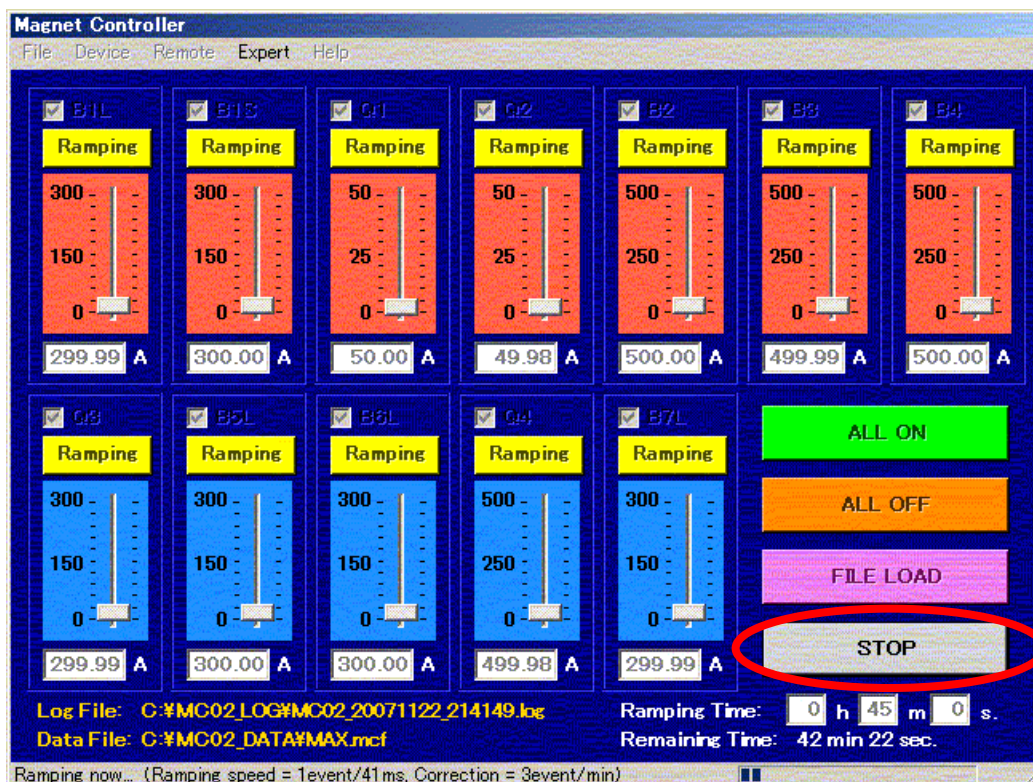 Magnet Controller
File Device Remote Expert Help
B1L B1S Q1 Q2 B2 B3 B4
Ramping Ramping Ramping Ramping Ramping Ramping Ramping
300 300 50 50 500 500 500
150 150 25 25 250 250 250
0 0 0 0 0 0 0
299.99 A 300.00 A 50.00 A 49.98 A 500.00 A 499.99 A 500.00 A
Q3 B5L B6L Q4 B7L
Ramping Ramping Ramping Ramping Ramping
300 300 300 500 300
150 150 150 250 150
0 0 0 0 0
299.99 A 300.00 A 300.00 A 499.98 A 299.99 A
ALL ON
ALL OFF
FILE LOAD
STOP
Log File: C:¥MC02_LOG¥MC02_20071122_214149.log
Data File: C:¥MC02_DATA¥MAX.mcf
Ramping Time: 0 h 45 m 0 s.
Remaining Time: 42 min 22 sec.
Ramping now... (Ramping speed = 1event/41ms, Correction = 3event/min)